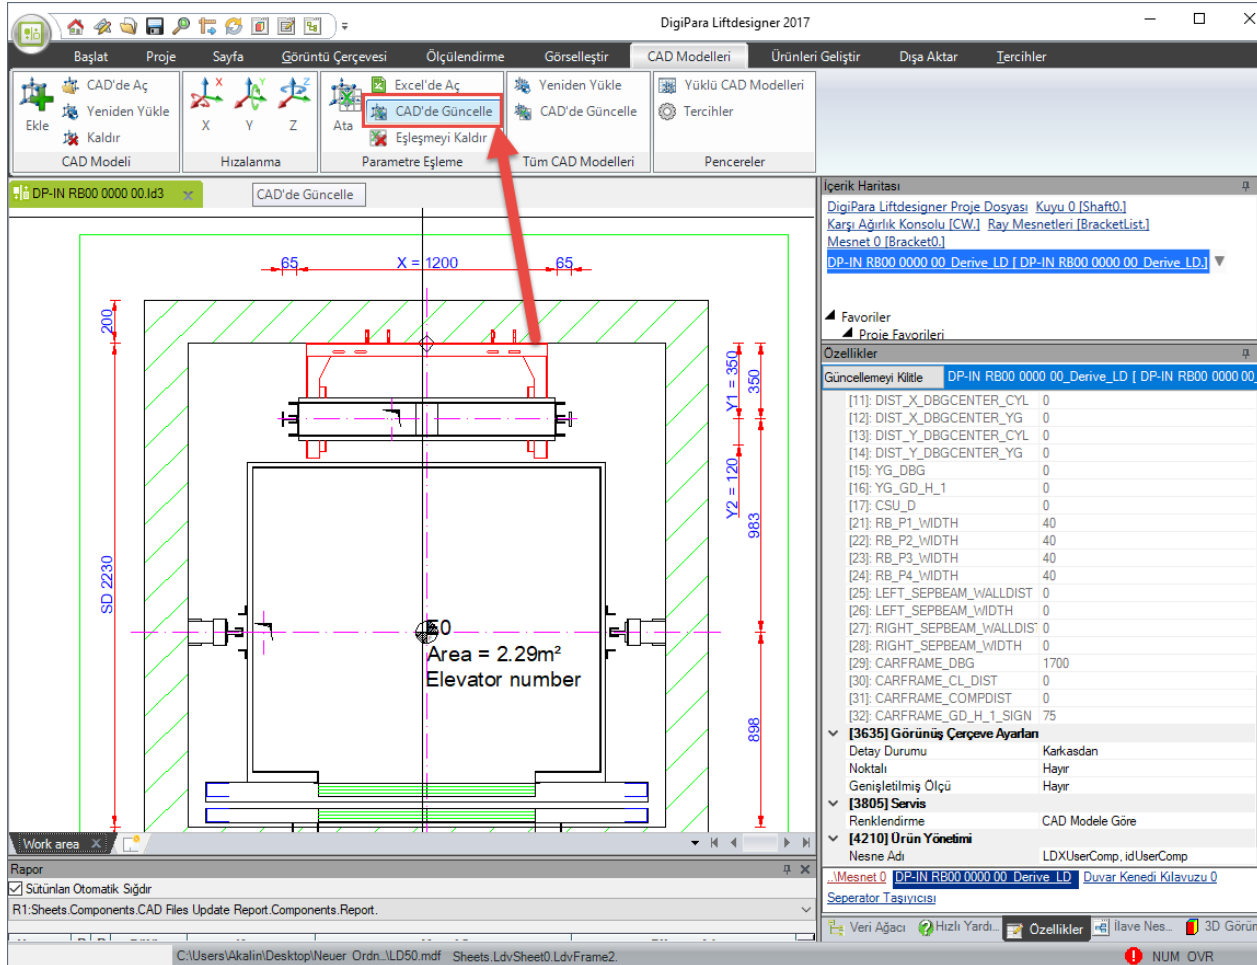 DigiPara Liftdesigner 2017
Başlat Proje Sayfa Görüntü Çerçevesi Ölçülendirme Görselleştir CAD Modelleri Ürünleri Geliştir Dışa Aktar Tercihler
Ekle
CAD'de Aç
Yeniden Yükle
Kaldır
CAD Modeli
X Y Z
Hızalanma
Ata
Excel'de Aç
CAD'de Güncelle
Eşleşmeyi Kaldır
Parametre Eşleme
Yeniden Yükle
CAD'de Güncelle
Tüm CAD Modelleri
Yüklü CAD Modelleri
Tercihler
Pencereler
DP-IN RB00 0000 00.ld3
CAD'de Güncelle
65 X = 1200 65
200
Y1 = 350
350
Y2 = 120
983
SD 2230
Area = 2.29m²
Elevator number
898
Work area
Rapor
Sütünları Otomatik Sığdır
R1:Sheets.Components.CAD Files Update Report.Components.Report.
İçerik Haritası
DigiPara Liftdesigner Proje Dosyası Kuyu 0 [Shaft0.]
Karşı Ağırlık Konsolu [CW.] Ray Mesnetleri [BracketList.]
Mesnet 0 [Bracket0.]
DP-IN RB00 0000 00_Derive_LD [ DP-IN RB00 0000 00_Derive_LD.]
Favoriler
Proje Favorileri
Özellikler
Güncellemeyi Kilitle DP-IN RB00 0000 00_Derive_LD [ DP-IN RB00 0000 00_
[11]: DIST_X_DBGCENTER_CYL 0
[12]: DIST_X_DBGCENTER_YG 0
[13]: DIST_Y_DBGCENTER_CYL 0
[14]: DIST_Y_DBGCENTER_YG 0
[15]: YG_DBG 0
[16]: YG_GD_H_1 0
[17]: CSU_D 0
[21]: RB_P1_WIDTH 40
[22]: RB_P2_WIDTH 40
[23]: RB_P3_WIDTH 40
[24]: RB_P4_WIDTH 40
[25]: LEFT_SEPBEAM_WALLDIST 0
[26]: LEFT_SEPBEAM_WIDTH 0
[27]: RIGHT_SEPBEAM_WALLDIS 0
[28]: RIGHT_SEPBEAM_WIDTH 0
[29]: CARFRAME_DBG 1700
[30]: CARFRAME_CL_DIST 0
[31]: CARFRAME_COMPDIST 0
[32]: CARFRAME_GD_H_1_SIGN 75
[3635] Görünüş Çerçeve Ayarları
Detay Durumu Karkasdan
Noktalı Hayır
Genişletilmiş Ölçü Hayır
[3805] Servis
Renklendirme CAD Modele Göre
[4210] Ürün Yönetimi
Nesne Adı LDXUserComp, idUserComp
..\Mesnet 0 DP-IN RB00 0000 00_Derive_LD Duvar Kenedi Kılavuzu 0
Seperator Taşıyıcısı
Veri Ağacı Hızlı Yardı... Özellikler İlave Nes... 3D Görün
C:\Users\Akalin\Desktop\Neuer Ordn..\LD50.mdf Sheets.LdvSheet0.LdvFrame2.
NUM OVR